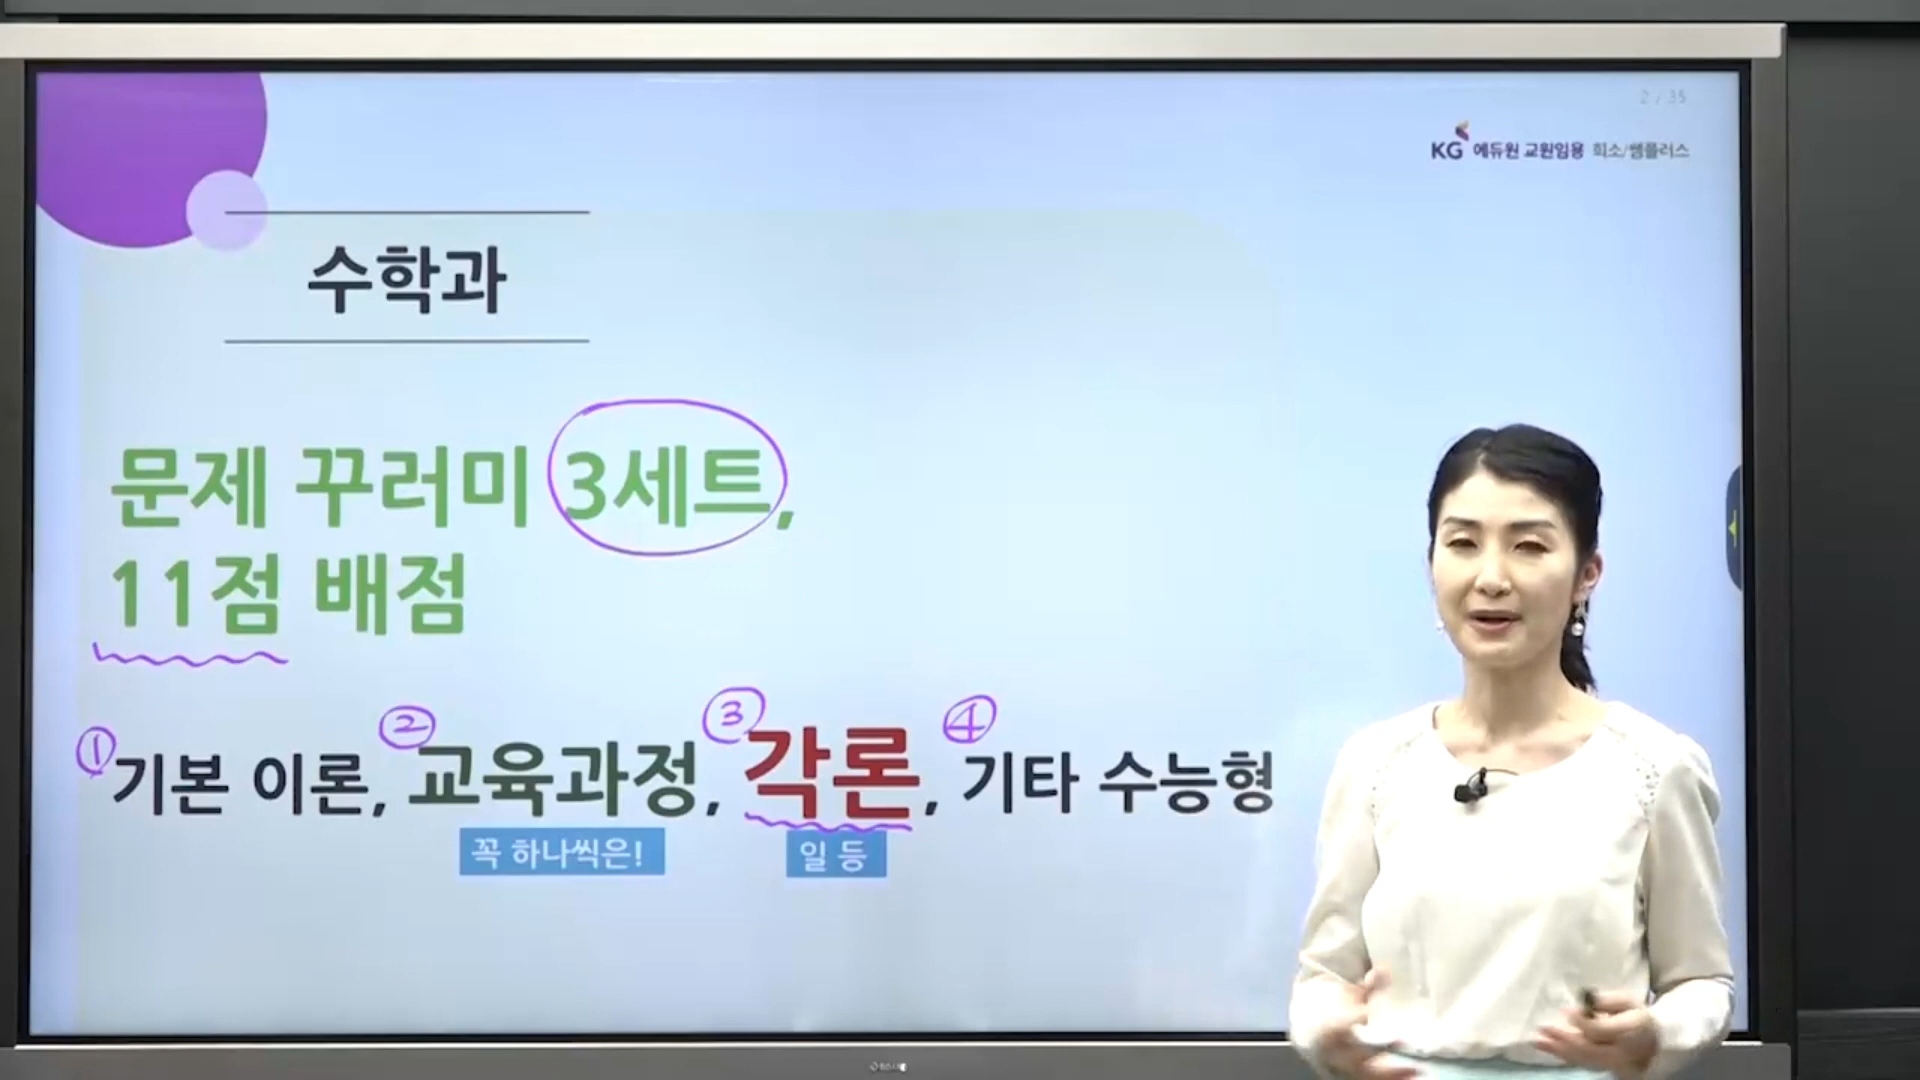 2 / 35
KG 에듀원 교원임용 희소/쌤플러스
수학과
문제 꾸러미 3세트,
11점 배점
① ② ③ ④
기본 이론, 교육과정, 각론, 기타 수능형
꼭 하나씩은! 일 등